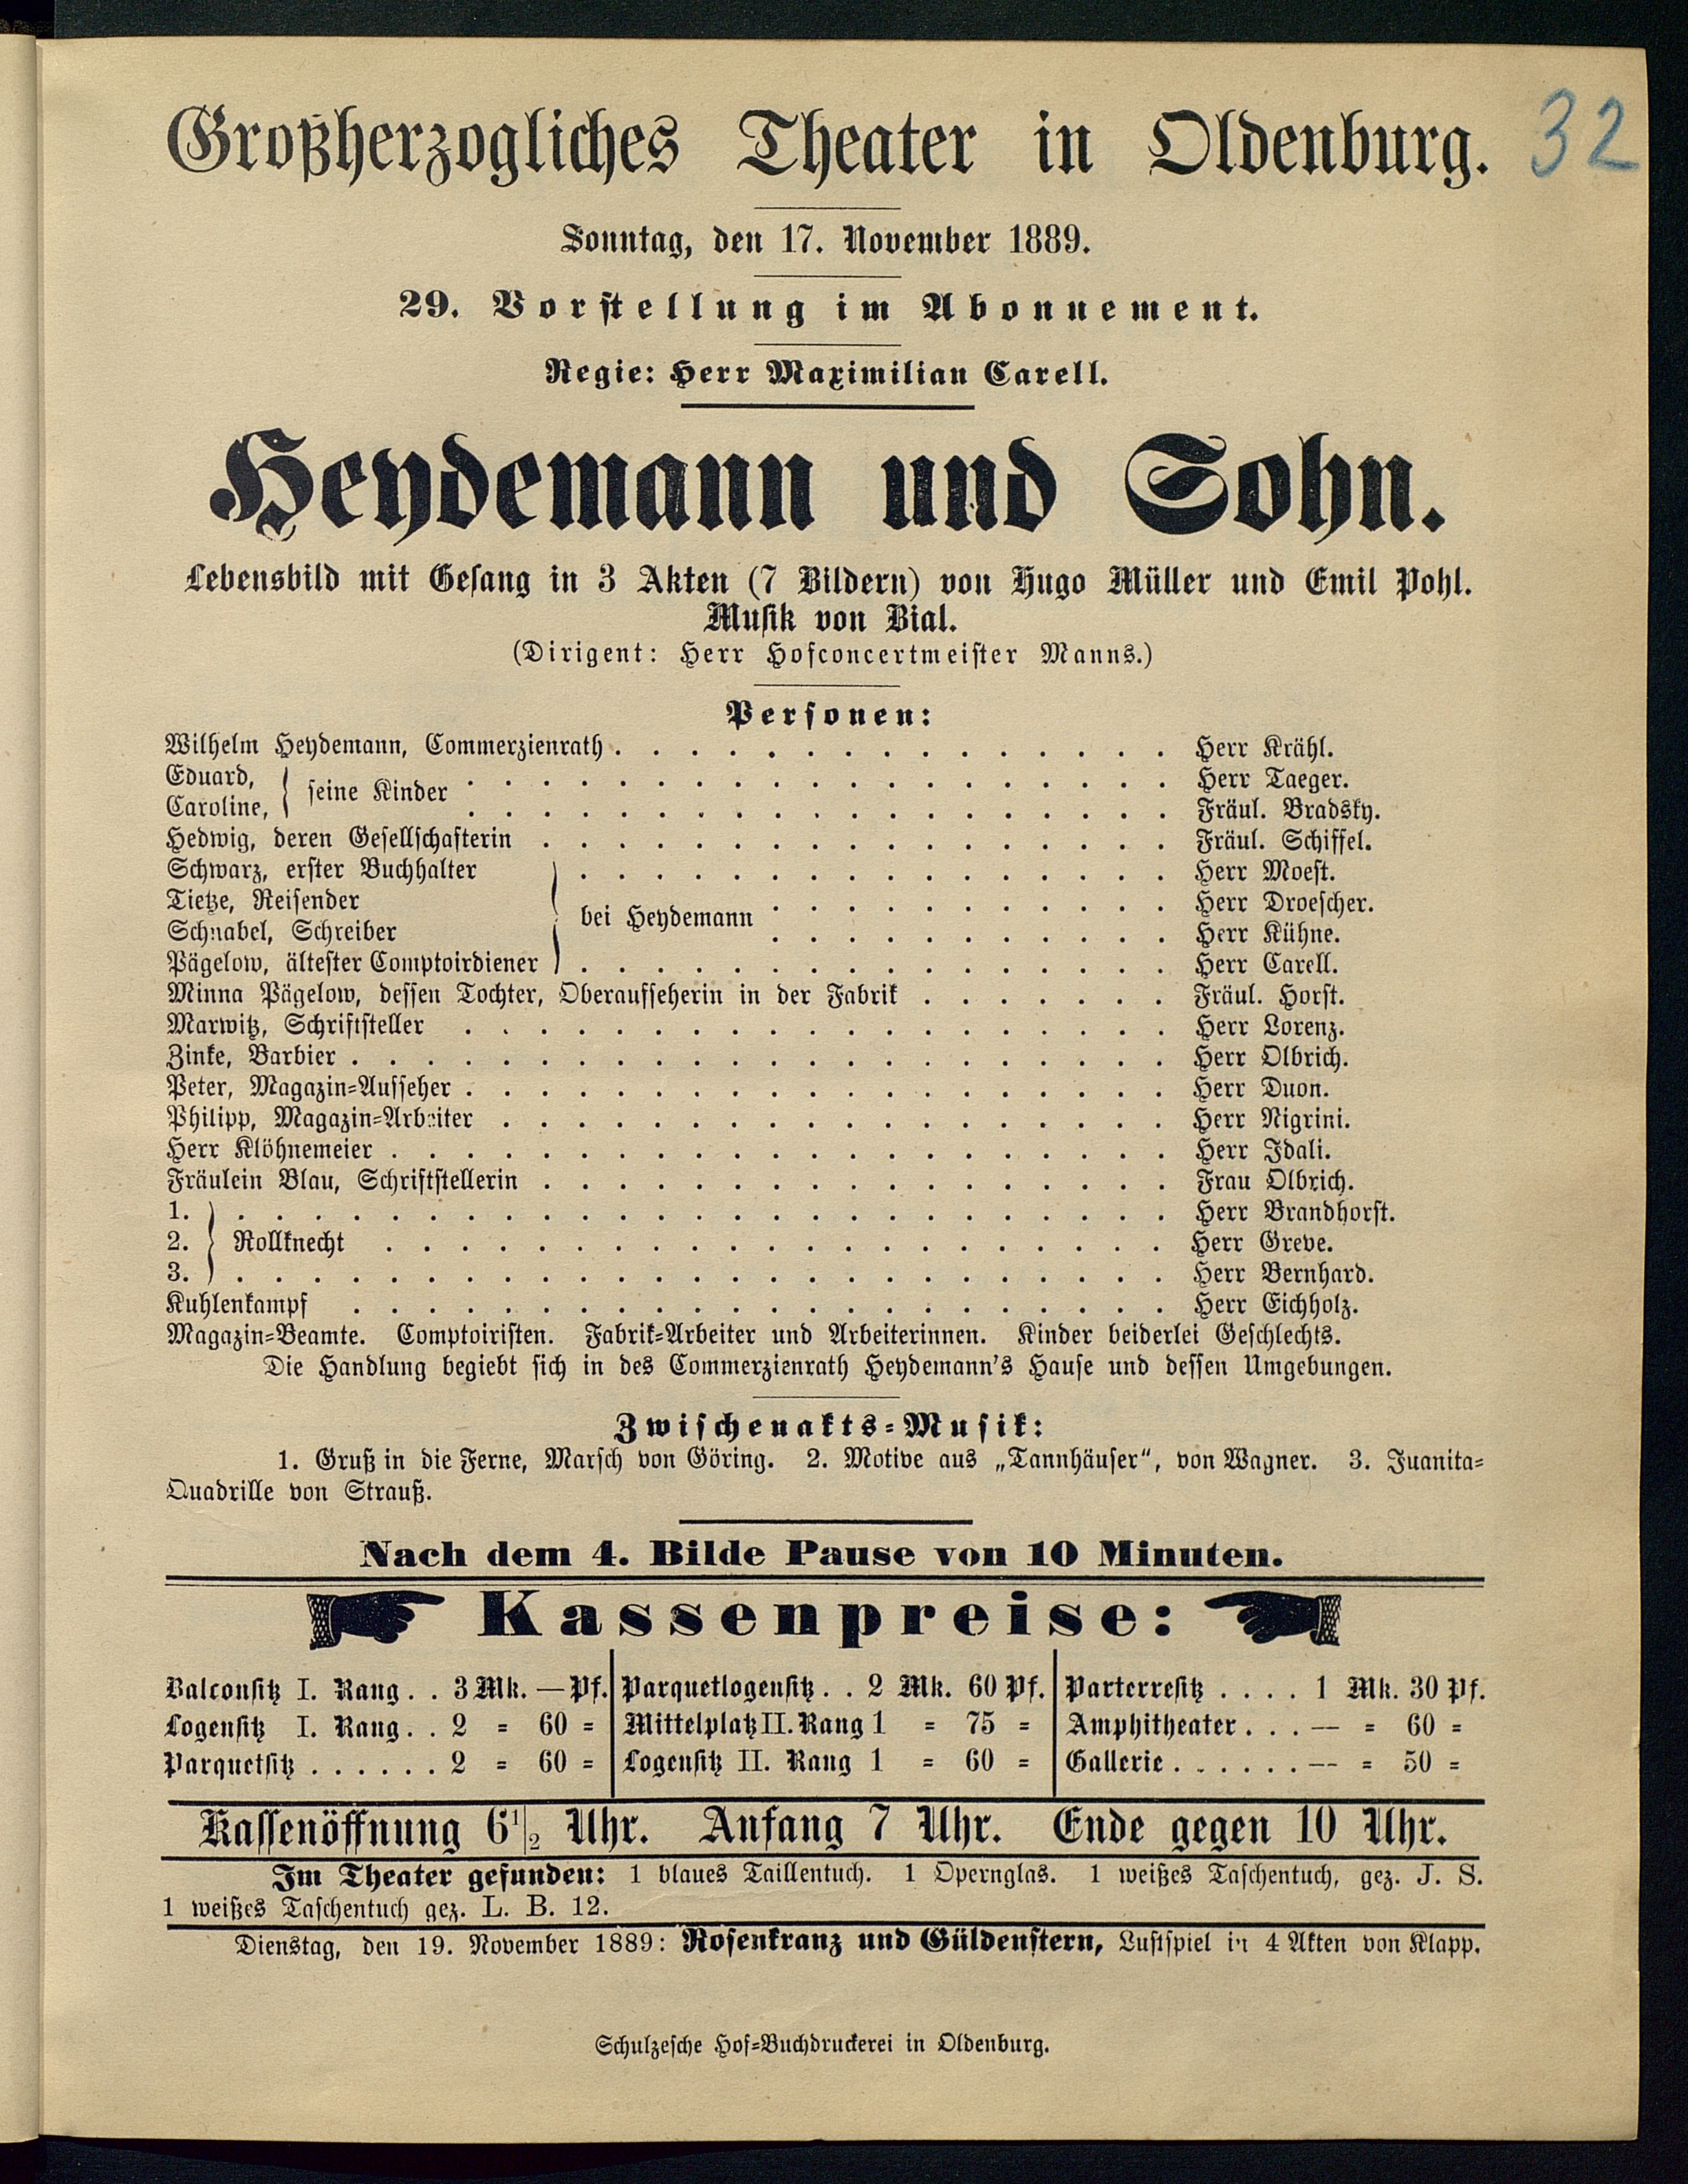 Großherzogliches Theater in Oldenburg. 32
Sonntag, den 17. November 1889.
29. Vorstellung im Abonnement.
Regie: Herr Maximilian Carell.
Heydemann und Sohn.
Lebensbild mit Gesang in 3 Akten (7 Bildern) von Hugo Müller und Emil Pohl.
Musik von Bial.
(Dirigent: Herr Hofconcertmeister Manns.)
Personen:
Wilhelm Heydemann, Commerzienrath . . . . . . . . . . . . . . . Herr Krähl.
Eduard, } seine Kinder . . . . . . . . . . . . . . . . . . . Herr Taeger.
Caroline, } . . . . . . . . . . . . . . . . . . . Fräul. Bradsky.
Hedwig, deren Gesellschafterin . . . . . . . . . . . . . . . . . Fräul. Schiffel.
Schwarz, erster Buchhalter . . . . . . . . . . . . . . . . Herr Moest.
Tietze, Reisender } bei Heydemann . . . . . . . . . . . Herr Droescher.
Schnabel, Schreiber . . . . . . . . . . . Herr Kühne.
Pägelow, ältester Comptoirdiener . . . . . . . . . . . . . . . . Herr Carell.
Minna Pägelow, dessen Tochter, Oberaufseherin in der Fabrik . . . . . . . Fräul. Horst.
Marwitz, Schriftsteller . . . . . . . . . . . . . . . . . . . Herr Lorenz.
Zinke, Barbier . . . . . . . . . . . . . . . . . . . . . . Herr Olbrich.
Peter, Magazin-Aufseher . . . . . . . . . . . . . . . . . . . Herr Duon.
Philipp, Magazin-Arbeiter . . . . . . . . . . . . . . . . . . Herr Nigrini.
Herr Klöhnemeier . . . . . . . . . . . . . . . . . . . . . Herr Idali.
Fräulein Blau, Schriftstellerin . . . . . . . . . . . . . . . . . Frau Olbrich.
1. } . . . . . . . . . . . . . . . . . . . . . . . . . Herr Brandhorst.
2. } Rollknecht . . . . . . . . . . . . . . . . . . . . . Herr Greve.
3. } . . . . . . . . . . . . . . . . . . . . . . . . . Herr Bernhard.
Kuhlenkampf . . . . . . . . . . . . . . . . . . . . . . Herr Eichholz.
Magazin-Beamte. Comptoiristen. Fabrik-Arbeiter und Arbeiterinnen. Kinder beiderlei Geschlechts.
Die Handlung begiebt sich in des Commerzienrath Heydemann's Hause und dessen Umgebungen.
Zwischenakts-Musik:
1. Gruß in die Ferne, Marsch von Göring. 2. Motive aus „Tannhäuser“, von Wagner. 3. Juanita-
Quadrille von Strauß.
Nach dem 4. Bilde Pause von 10 Minuten.
Kassenpreise:
Balconsitz I. Rang . . 3 Mk. — Pf. Parquetlogensitz . . 2 Mk. 60 Pf. Parterresitz . . . . 1 Mk. 30 Pf.
Logensitz I. Rang . . 2 = 60 = Mittelplatz II. Rang 1 = 75 = Amphitheater . . . — = 60 =
Parquetsitz . . . . . . 2 = 60 = Logensitz II. Rang 1 = 60 = Gallerie . . . . . . — = 50 =
Kassenöffnung 6 1/2 Uhr. Anfang 7 Uhr. Ende gegen 10 Uhr.
Im Theater gefunden: 1 blaues Taillentuch. 1 Opernglas. 1 weißes Taschentuch, gez. J. S.
1 weißes Taschentuch gez. L. B. 12.
Dienstag, den 19. November 1889: Rosenkranz und Güldenstern, Lustspiel in 4 Akten von Klapp.
Schulzesche Hof-Buchdruckerei in Oldenburg.